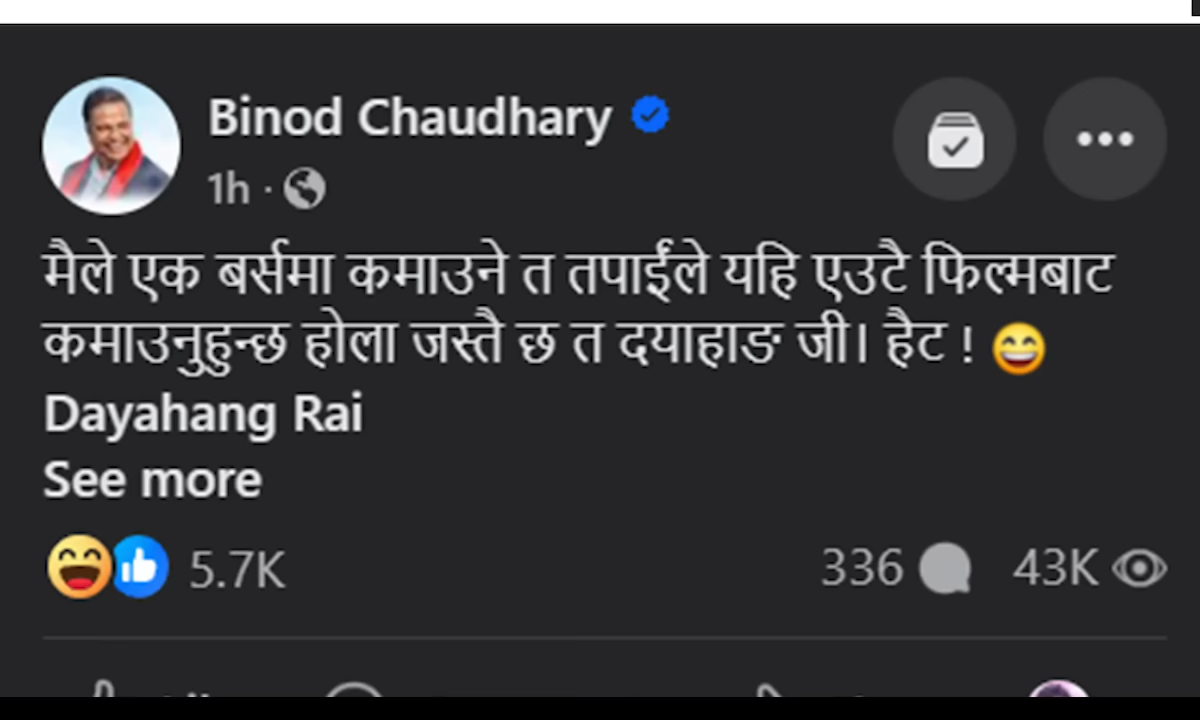 Binod Chaudhary
1h ·
मैले एक बर्समा कमाउने त तपाईंले यहि एउटै फिल्मबाट
कमाउनुहुन्छ होला जस्तै छ त दयाहाङ जी। हैट ! 😄
Dayahang Rai
See more
5.7K 336 43K